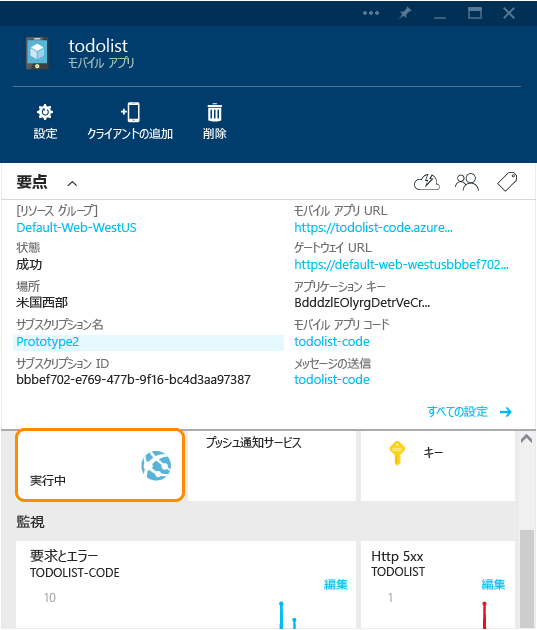 todolist
モバイル アプリ
設定
クライアントの追加
削除
要点
[リソース グループ]
Default-Web-WestUS
状態
成功
場所
米国西部
サブスクリプション名
Prototype2
サブスクリプション ID
bbbef702-e769-477b-9f16-bc4d3aa97387
モバイル アプリ URL
https://todolist-code.azure...
ゲートウェイ URL
https://default-web-westusbbbef702...
アプリケーション キー
BdddzlEOlyrgDetrVeCr...
モバイル アプリ コード
todolist-code
メッセージの送信
todolist-code
すべての設定
実行中
プッシュ通知サービス
キー
監視
要求とエラー
TODOLIST-CODE
編集
10
Http 5xx
TODOLIST
編集
1